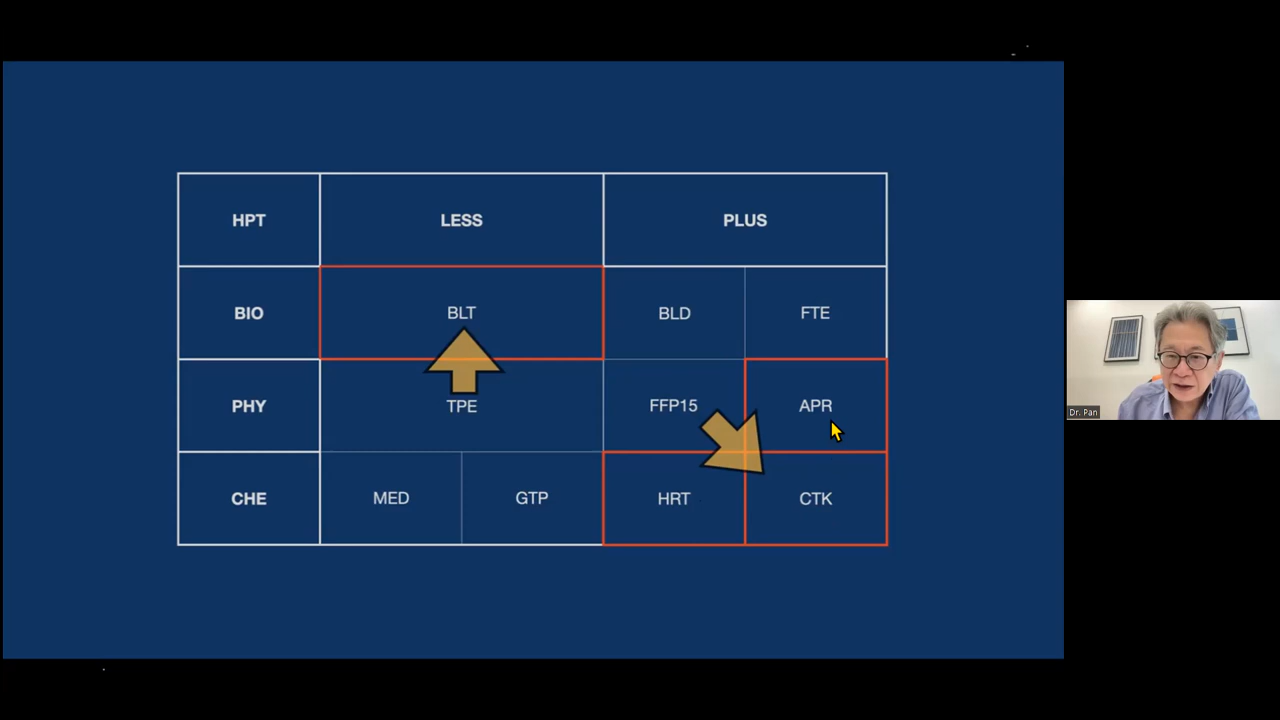 HPT LESS PLUS
BIO BLT BLD FTE
PHY TPE FFP15 APR
CHE MED GTP HRT CTK
Dr. Pan